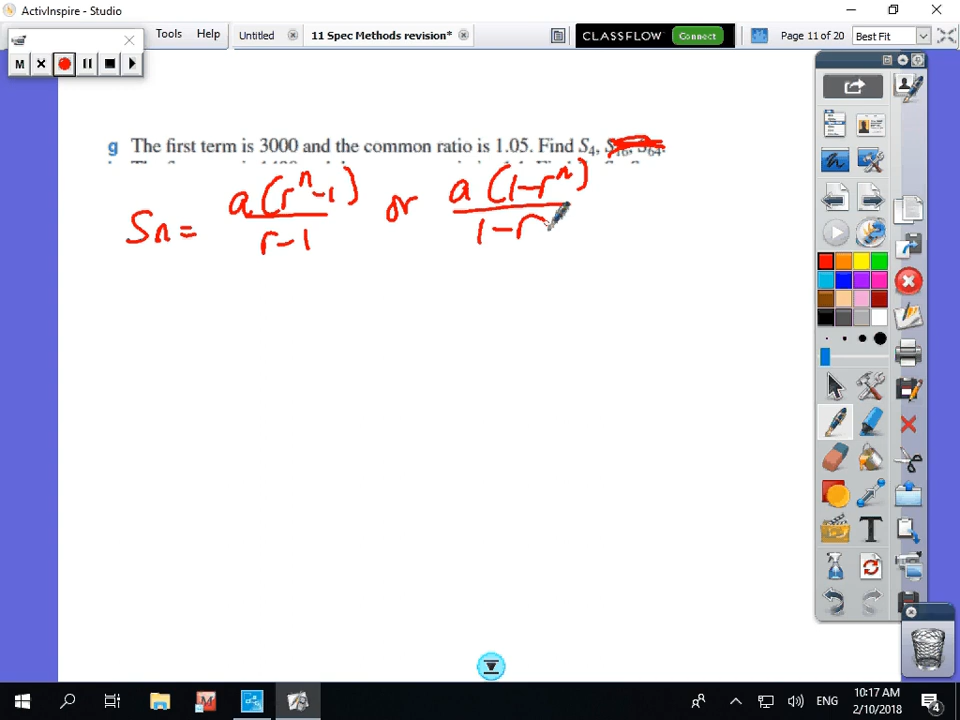 ActivInspire - Studio
Tools Help Untitled 11 Spec Methods revision* CLASSFLOW Connect Page 11 of 20 Best Fit
M
g The first term is 3000 and the common ratio is 1.05. Find S4,
Sn = a(r^n-1) / r-1 or a(1-r^n) / 1-r
T
ENG
10:17 AM
2/10/2018
4